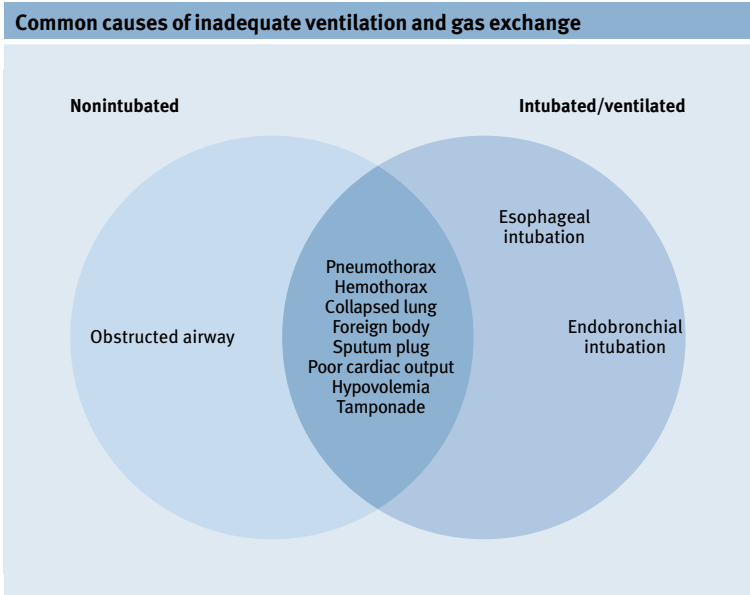 Common causes of inadequate ventilation and gas exchange
Nonintubated
Intubated/ventilated
Obstructed airway
Pneumothorax
Hemothorax
Collapsed lung
Foreign body
Sputum plug
Poor cardiac output
Hypovolemia
Tamponade
Esophageal
intubation
Endobronchial
intubation